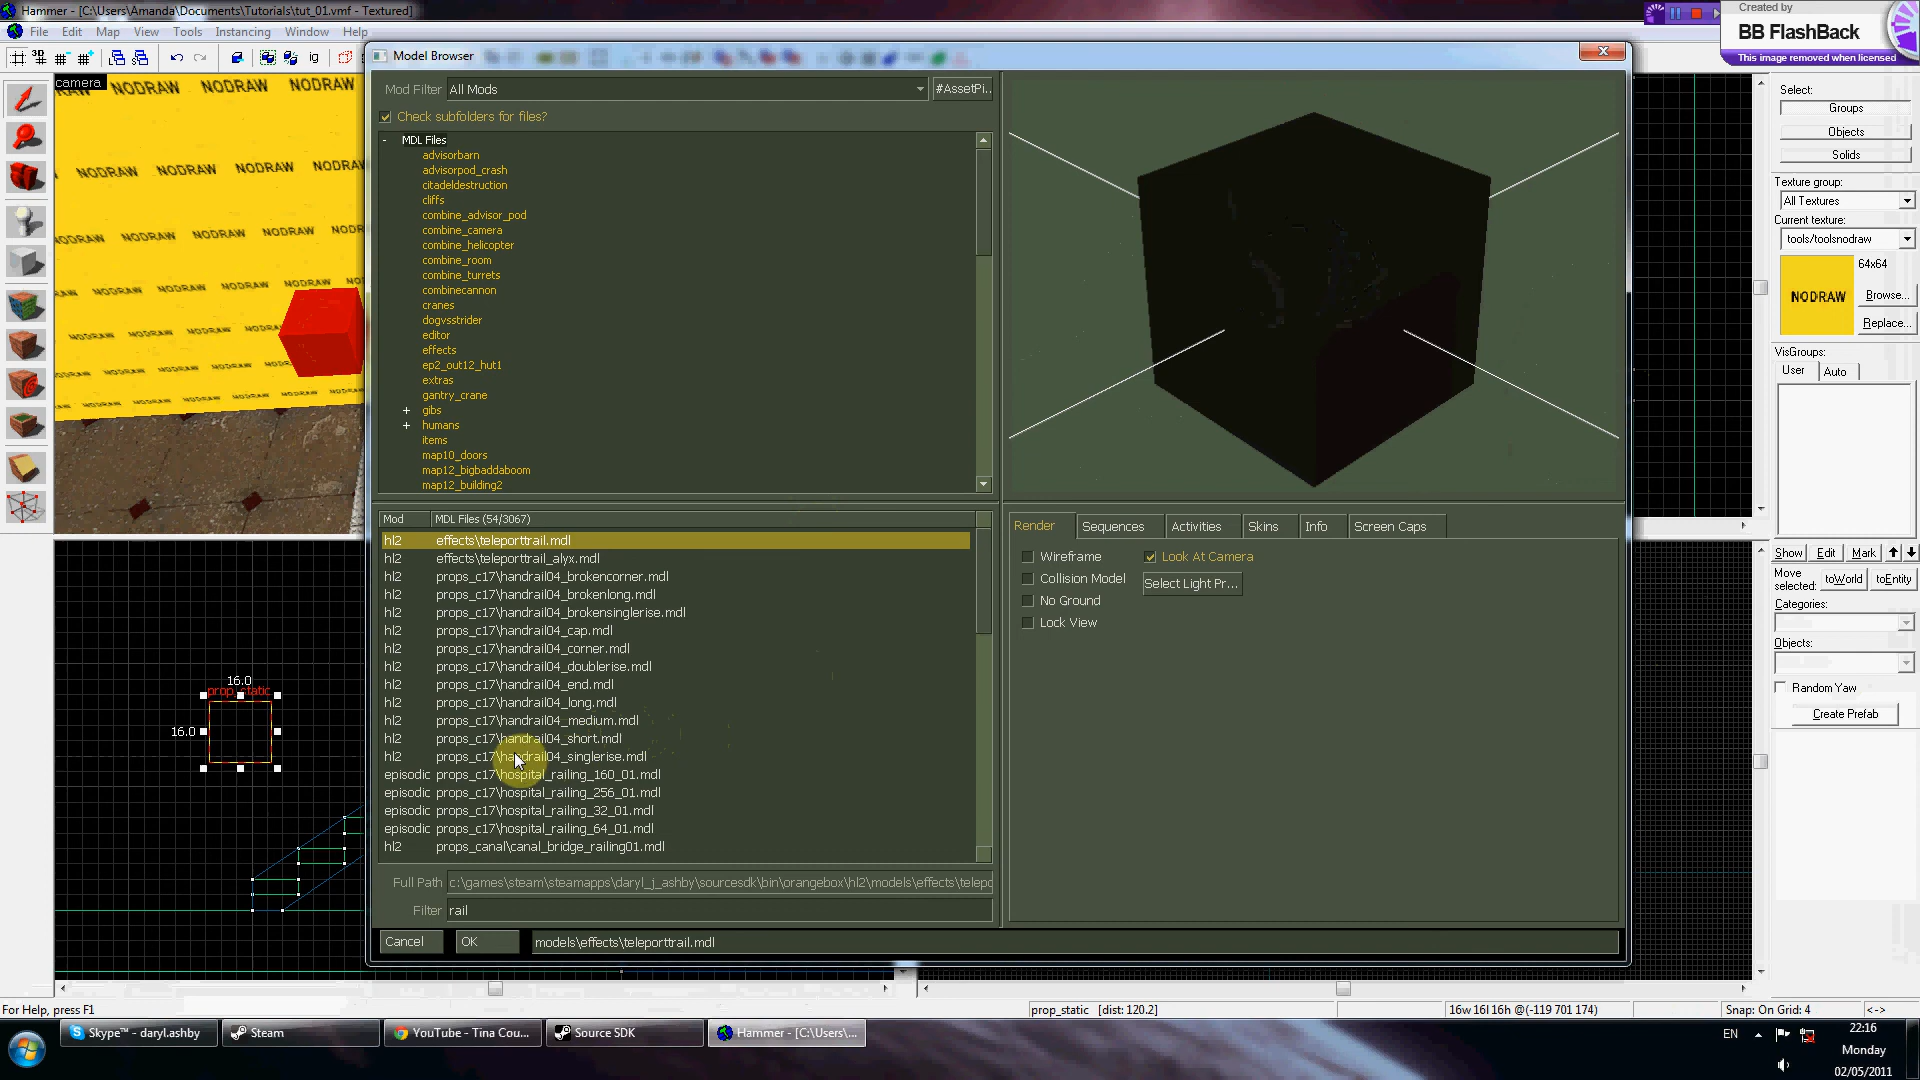 Hammer - [C:\Users\Amanda\Documents\Tutorials\tut_01.vmf - Textured]
Created by
BB FlashBack
This image removed when licensed
File Edit Map View Tools Instancing Window Help
3D
ig
Model Browser
camera
NODRAW NODRAW NODRAW
NODRAW NODRAW NODRAW
NODRAW NODRAW NODRAW
Mod Filter All Mods #AssetPi..
Check subfolders for files?
- MDL Files
advisorbarn
advisorpod_crash
citadeldestruction
cliffs
combine_advisor_pod
combine_camera
combine_helicopter
combine_room
combine_turrets
combinecannon
cranes
dogvsstrider
editor
effects
ep2_out12_hut1
extras
gantry_crane
+ gibs
+ humans
items
map10_doors
map12_bigbaddaboom
map12_building2
Mod MDL Files (54/3067)
hl2 effects\teleporttrail.mdl
hl2 effects\teleporttrail_alyx.mdl
hl2 props_c17\handrail04_brokencorner.mdl
hl2 props_c17\handrail04_brokenlong.mdl
hl2 props_c17\handrail04_brokensinglerise.mdl
hl2 props_c17\handrail04_cap.mdl
hl2 props_c17\handrail04_corner.mdl
hl2 props_c17\handrail04_doublerise.mdl
hl2 props_c17\handrail04_end.mdl
hl2 props_c17\handrail04_long.mdl
hl2 props_c17\handrail04_medium.mdl
hl2 props_c17\handrail04_short.mdl
hl2 props_c17\handrail04_singlerise.mdl
episodic props_c17\hospital_railing_160_01.mdl
episodic props_c17\hospital_railing_256_01.mdl
episodic props_c17\hospital_railing_32_01.mdl
episodic props_c17\hospital_railing_64_01.mdl
hl2 props_canal\canal_bridge_railing01.mdl
Full Path c:\games\steam\steamapps\daryl_j_ashby\sourcesdk\bin\orangebox\hl2\models\effects\telepo
Filter rail
Cancel OK models\effects\teleporttrail.mdl
Render Sequences Activities Skins Info Screen Caps
Wireframe Look At Camera
Collision Model Select Light Pr...
No Ground
Lock View
16.0
prop_static
16.0
Select:
Groups
Objects
Solids
Texture group:
All Textures
Current texture:
tools/toolsnodraw
64x64
NODRAW
Browse...
Replace...
VisGroups:
User Auto
Show Edit Mark
Move selected: toWorld toEntity
Categories:
Objects:
Random Yaw
Create Prefab
For Help, press F1
prop_static [dist: 120.2]
16w 16l 16h @(-119 701 174)
Snap: On Grid: 4
<->
Skype™ - daryl.ashby
Steam
YouTube - Tina Cou...
Source SDK
Hammer - [C:\Users\...
EN
22:16
Monday
02/05/2011